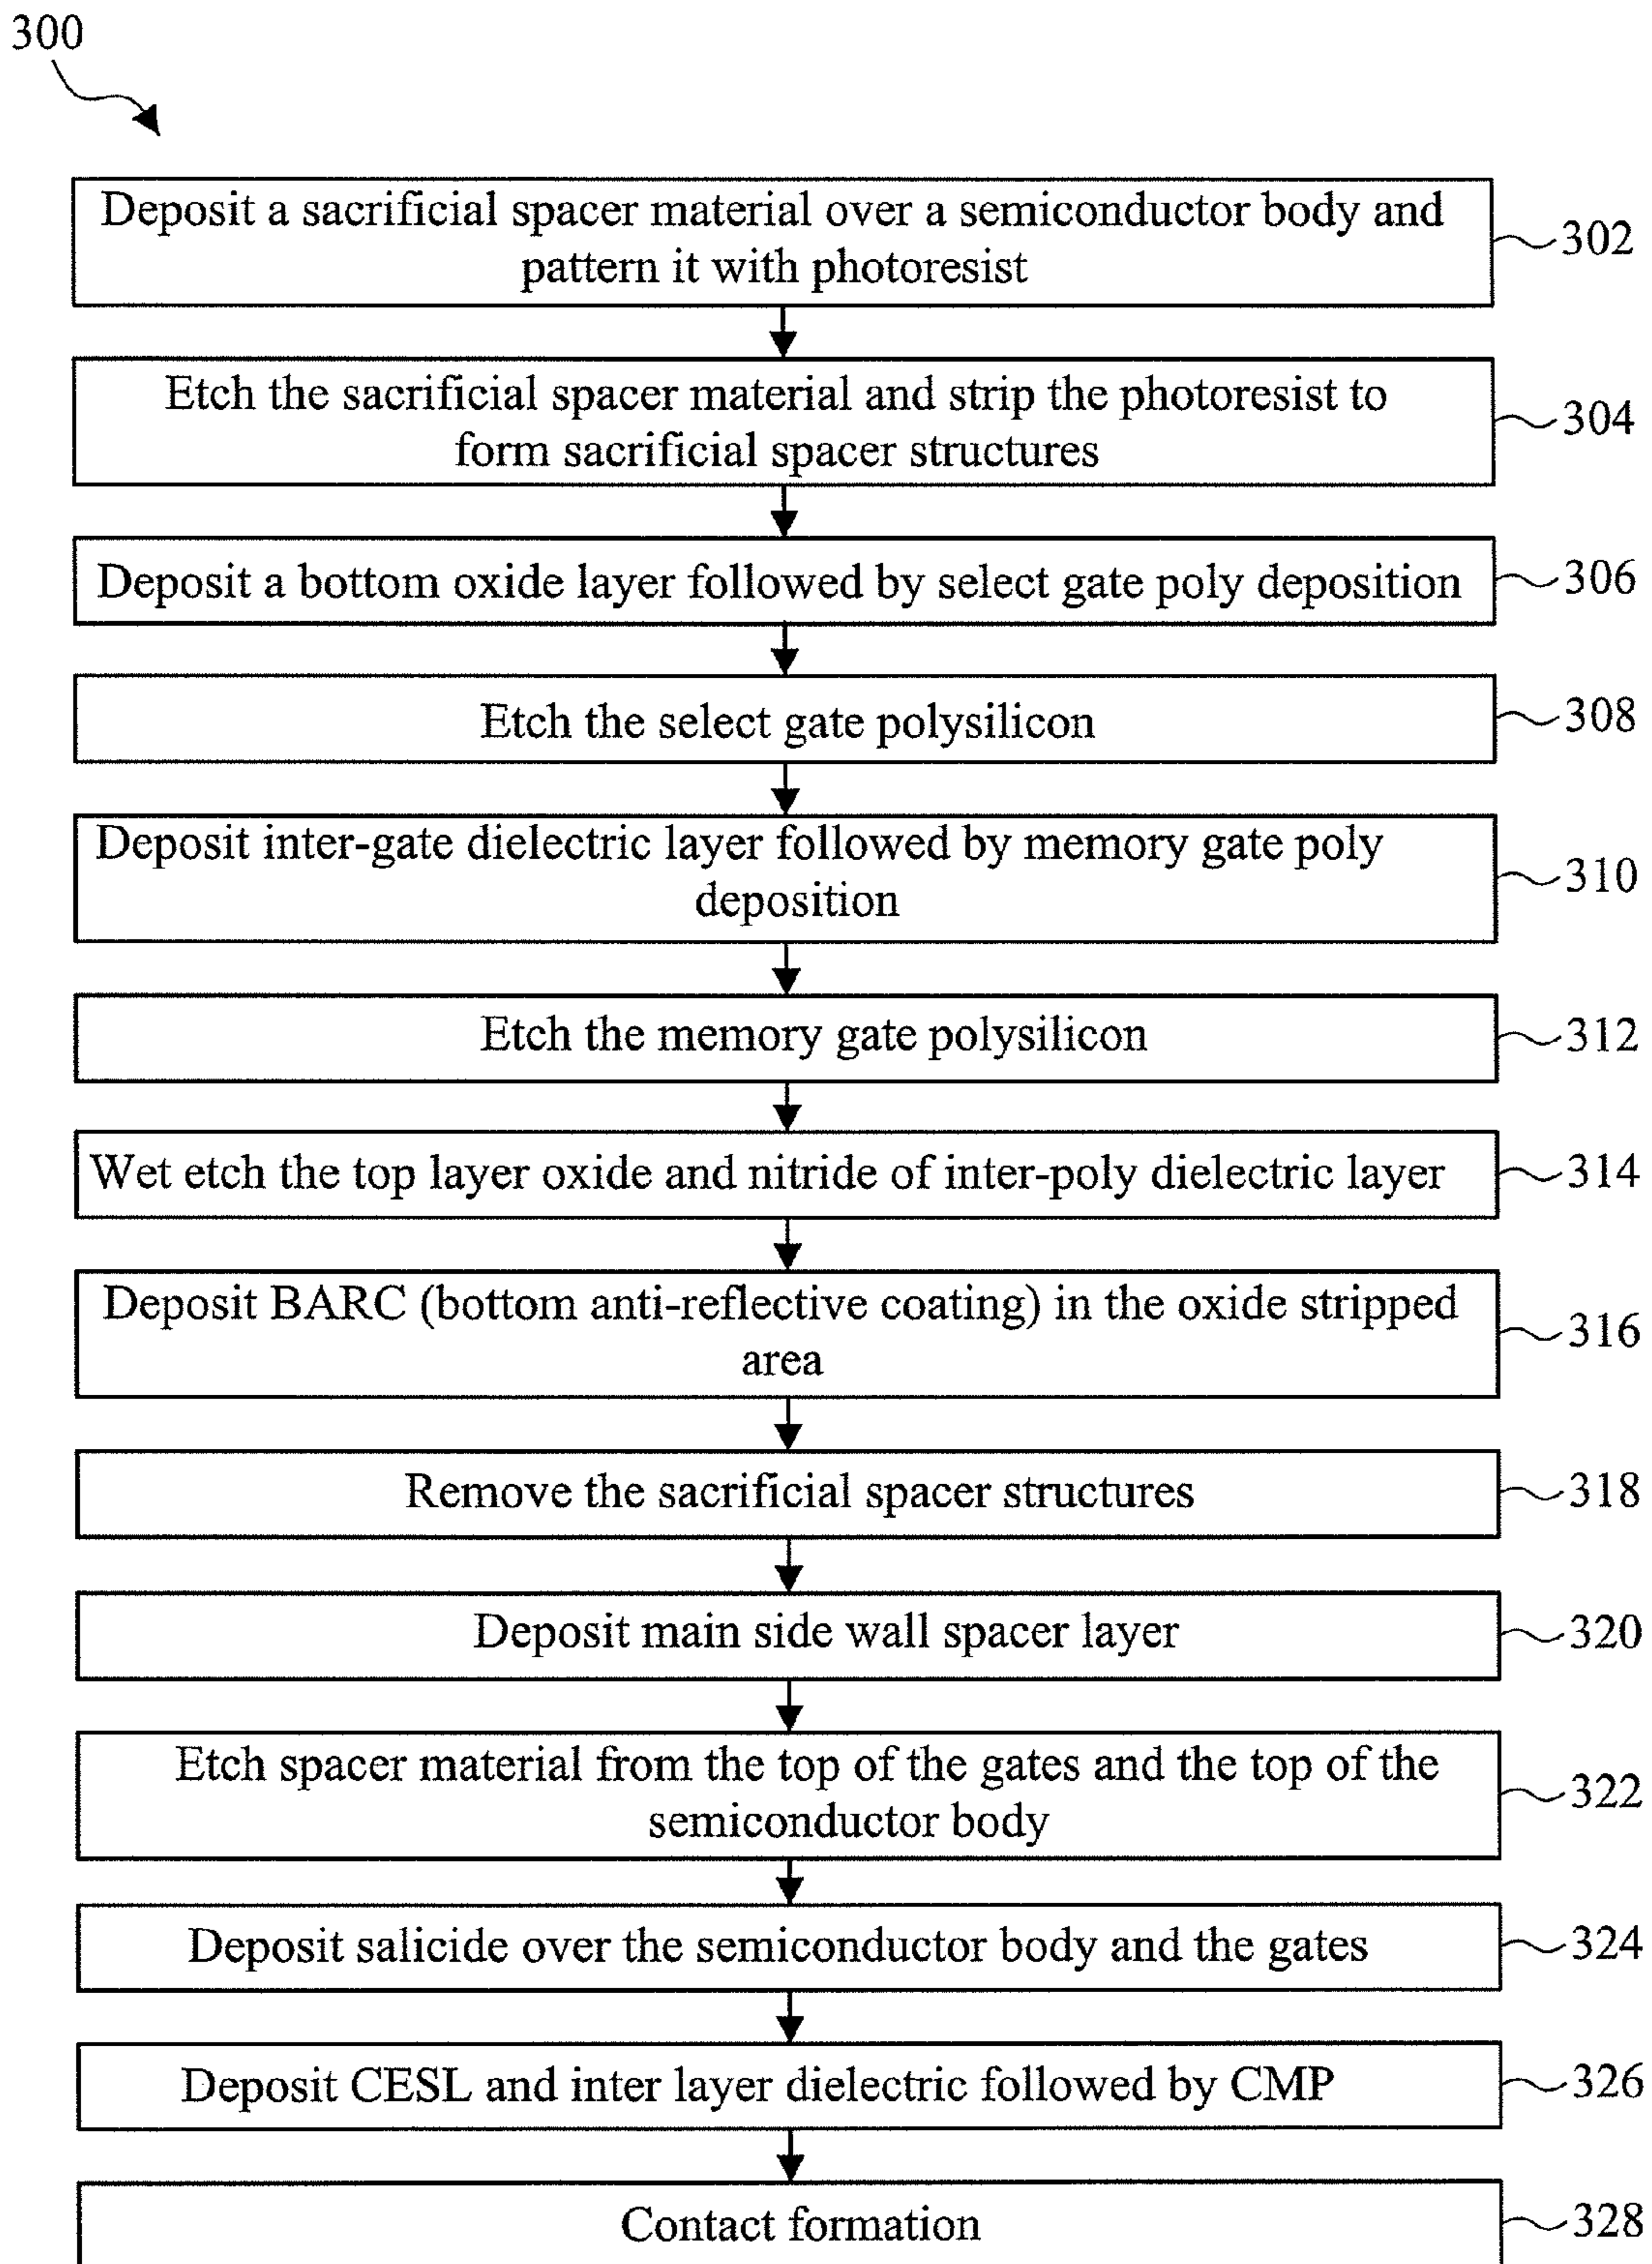 300
Deposit a sacrificial spacer material over a semiconductor body and
pattern it with photoresist
302
Etch the sacrificial spacer material and strip the photoresist to
form sacrificial spacer structures
304
Deposit a bottom oxide layer followed by select gate poly deposition
306
Etch the select gate polysilicon
308
Deposit inter-gate dielectric layer followed by memory gate poly
deposition
310
Etch the memory gate polysilicon
312
Wet etch the top layer oxide and nitride of inter-poly dielectric layer
314
Deposit BARC (bottom anti-reflective coating) in the oxide stripped
area
316
Remove the sacrificial spacer structures
318
Deposit main side wall spacer layer
320
Etch spacer material from the top of the gates and the top of the
semiconductor body
322
Deposit salicide over the semiconductor body and the gates
324
Deposit CESL and inter layer dielectric followed by CMP
326
Contact formation
328